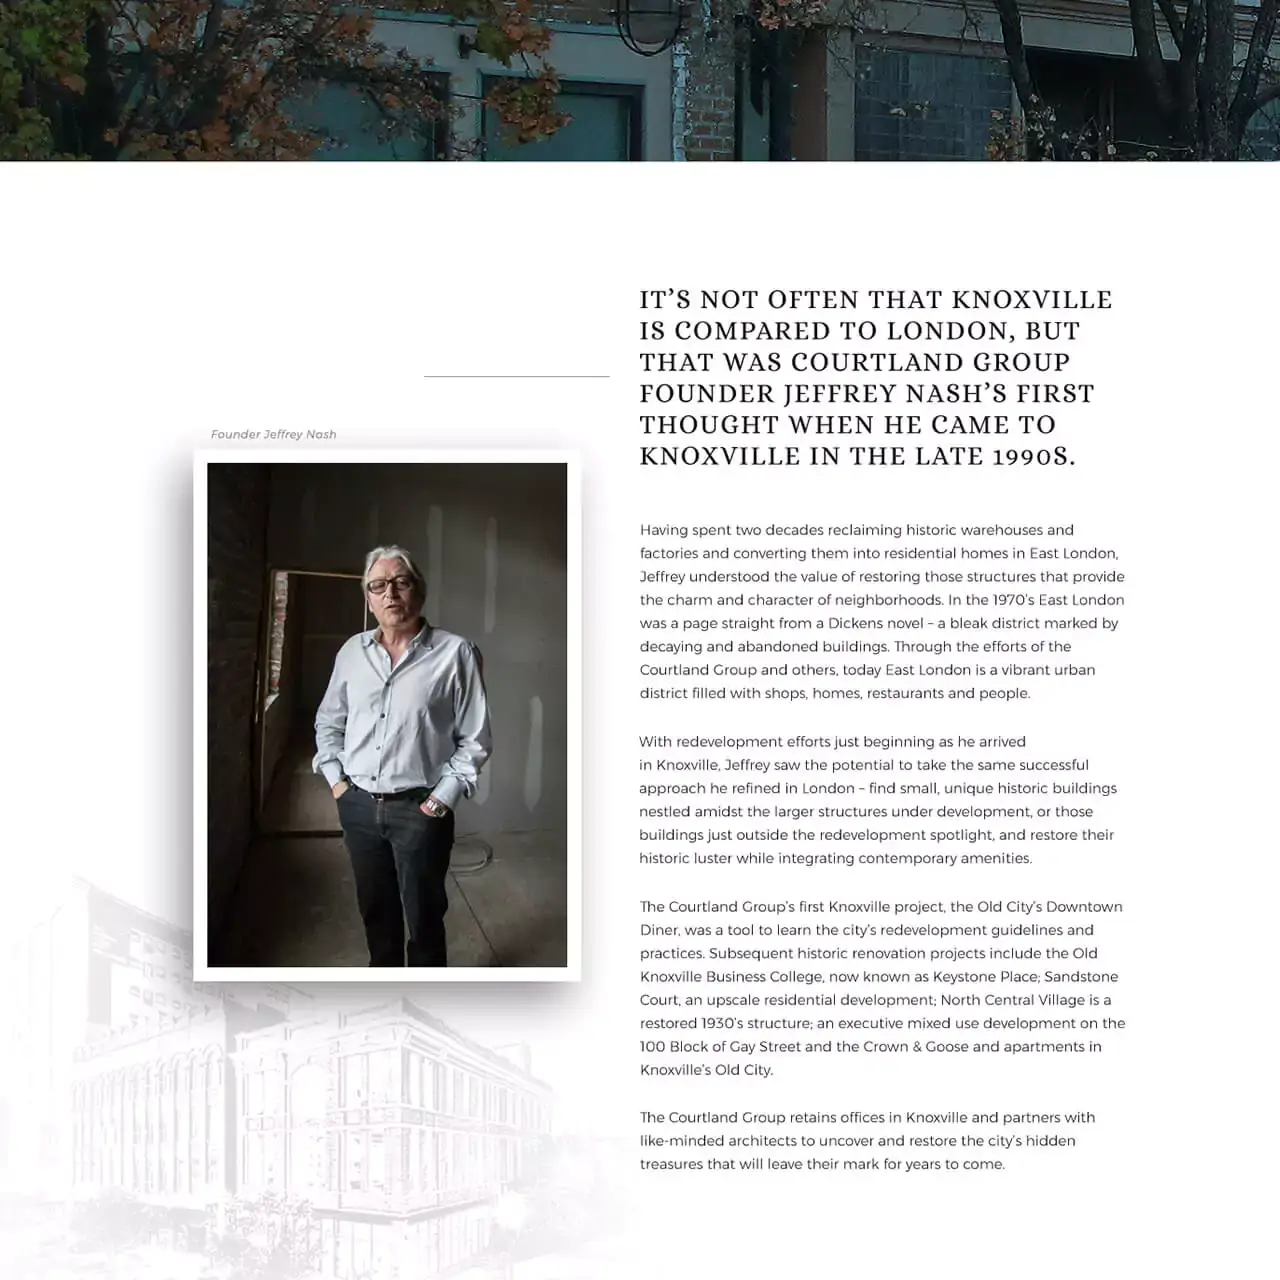 IT’S NOT OFTEN THAT KNOXVILLE
IS COMPARED TO LONDON, BUT
THAT WAS COURTLAND GROUP
FOUNDER JEFFREY NASH’S FIRST
THOUGHT WHEN HE CAME TO
KNOXVILLE IN THE LATE 1990S.
Founder Jeffrey Nash
Having spent two decades reclaiming historic warehouses and
factories and converting them into residential homes in East London,
Jeffrey understood the value of restoring those structures that provide
the charm and character of neighborhoods. In the 1970’s East London
was a page straight from a Dickens novel – a bleak district marked by
decaying and abandoned buildings. Through the efforts of the
Courtland Group and others, today East London is a vibrant urban
district filled with shops, homes, restaurants and people.
With redevelopment efforts just beginning as he arrived
in Knoxville, Jeffrey saw the potential to take the same successful
approach he refined in London – find small, unique historic buildings
nestled amidst the larger structures under development, or those
buildings just outside the redevelopment spotlight, and restore their
historic luster while integrating contemporary amenities.
The Courtland Group’s first Knoxville project, the Old City’s Downtown
Diner, was a tool to learn the city’s redevelopment guidelines and
practices. Subsequent historic renovation projects include the Old
Knoxville Business College, now known as Keystone Place; Sandstone
Court, an upscale residential development; North Central Village is a
restored 1930’s structure; an executive mixed use development on the
100 Block of Gay Street and the Crown & Goose and apartments in
Knoxville’s Old City.
The Courtland Group retains offices in Knoxville and partners with
like-minded architects to uncover and restore the city’s hidden
treasures that will leave their mark for years to come.